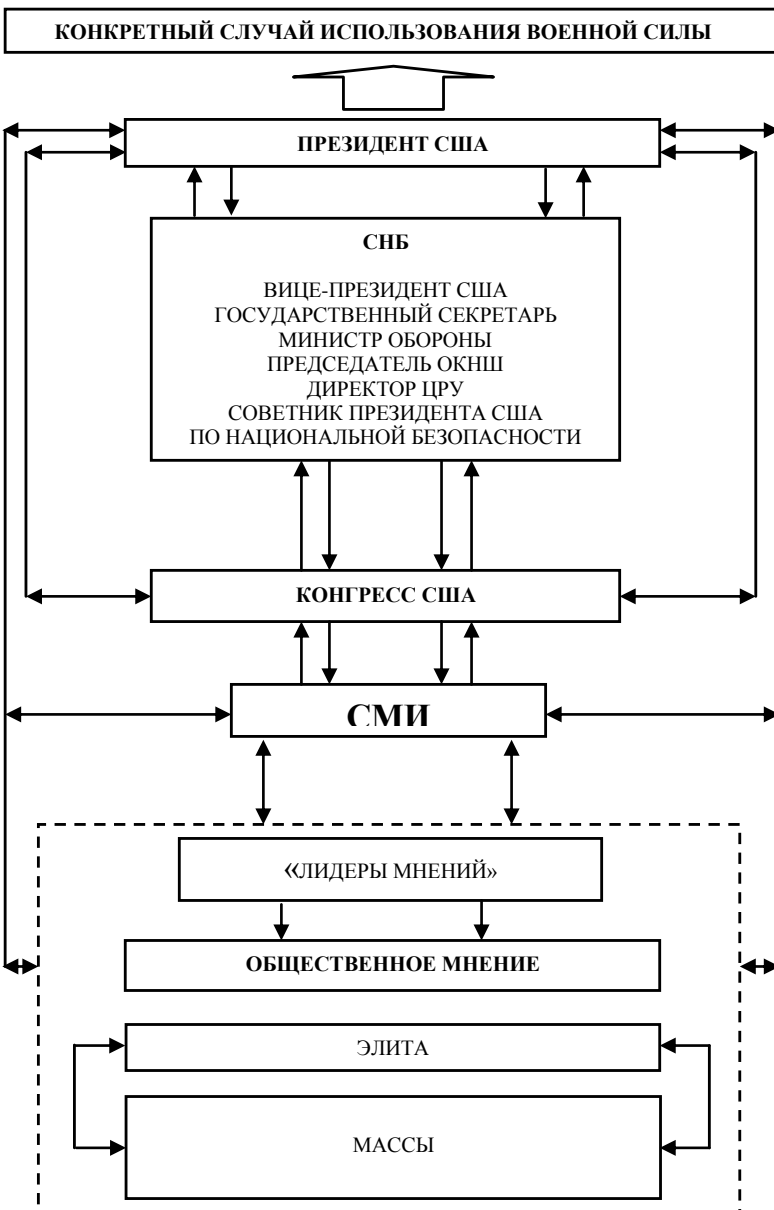 КОНКРЕТНЫЙ СЛУЧАЙ ИСПОЛЬЗОВАНИЯ ВОЕННОЙ СИЛЫ
ПРЕЗИДЕНТ США
СНБ
ВИЦЕ-ПРЕЗИДЕНТ США
ГОСУДАРСТВЕННЫЙ СЕКРЕТАРЬ
МИНИСТР ОБОРОНЫ
ПРЕДСЕДАТЕЛЬ ОКНШ
ДИРЕКТОР ЦРУ
СОВЕТНИК ПРЕЗИДЕНТА США
ПО НАЦИОНАЛЬНОЙ БЕЗОПАСНОСТИ
КОНГРЕСС США
СМИ
«ЛИДЕРЫ МНЕНИЙ»
ОБЩЕСТВЕННОЕ МНЕНИЕ
ЭЛИТА
МАССЫ